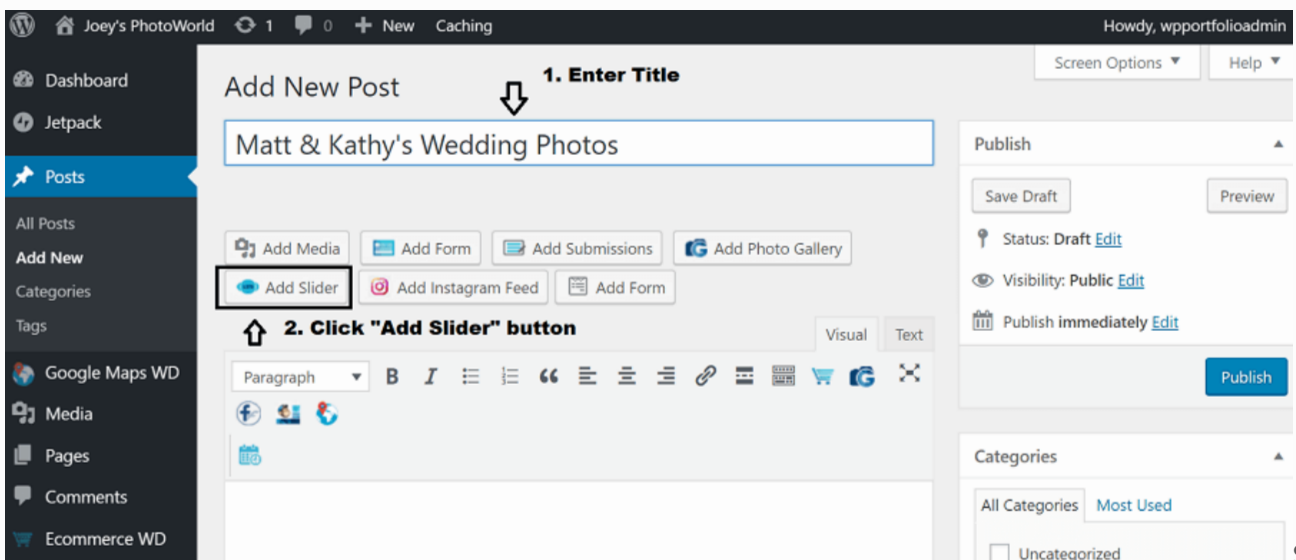 Joey's PhotoWorld 1 0 New Caching Howdy, wpportfolioadmin
Dashboard
Jetpack
Posts
All Posts
Add New
Categories
Tags
Google Maps WD
Media
Pages
Comments
Ecommerce WD
Screen Options ▼ Help ▼
Add New Post
1. Enter Title
Matt & Kathy's Wedding Photos
Add Media Add Form Add Submissions Add Photo Gallery
Add Slider Add Instagram Feed Add Form
2. Click "Add Slider" button
Visual Text
Paragraph
Publish
Save Draft Preview
Status: Draft Edit
Visibility: Public Edit
Publish immediately Edit
Publish
Categories
All Categories Most Used
Uncategorized